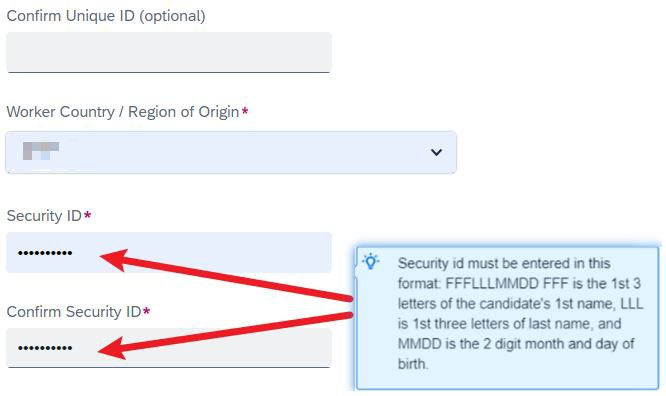 Confirm Unique ID (optional)
Worker Country / Region of Origin*
Security ID*
••••••••••
Security id must be entered in this
format: FFFLLLMMDD FFF is the 1st 3
letters of the candidate's 1st name, LLL
is 1st three letters of last name, and
MMDD is the 2 digit month and day of
birth.
Confirm Security ID*
••••••••••